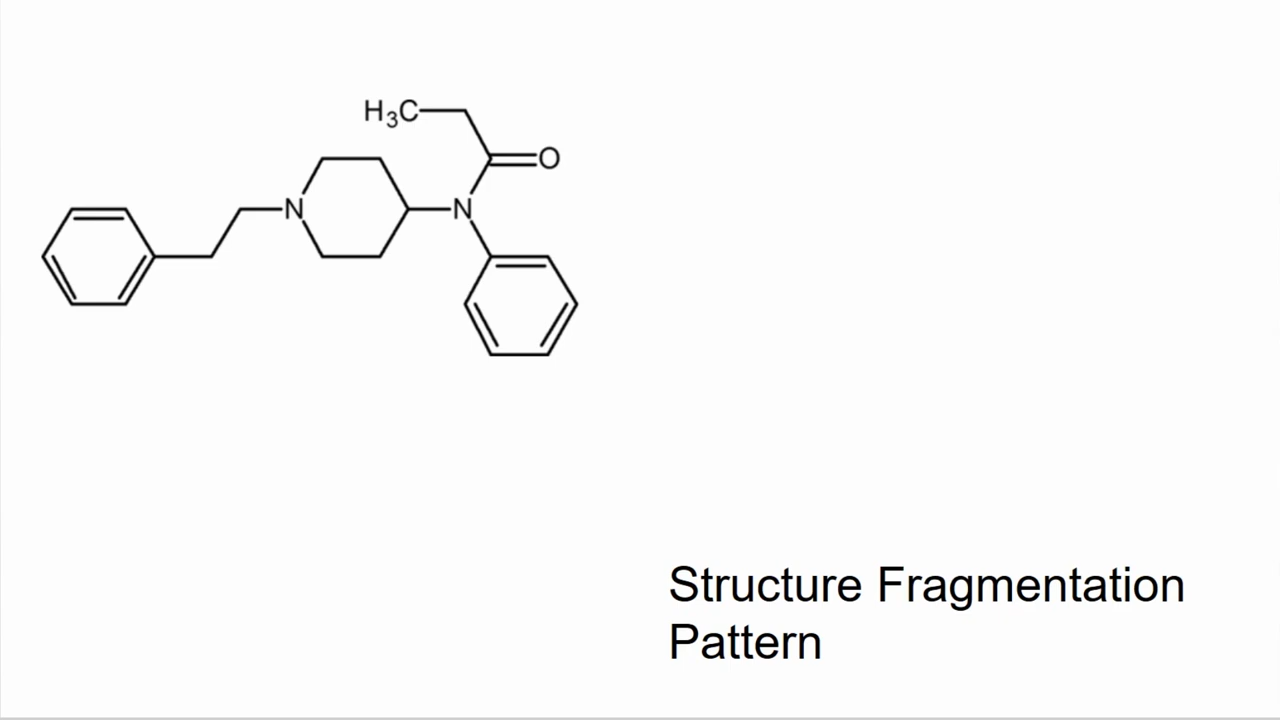 H₃C
O
N
N
Structure Fragmentation
Pattern